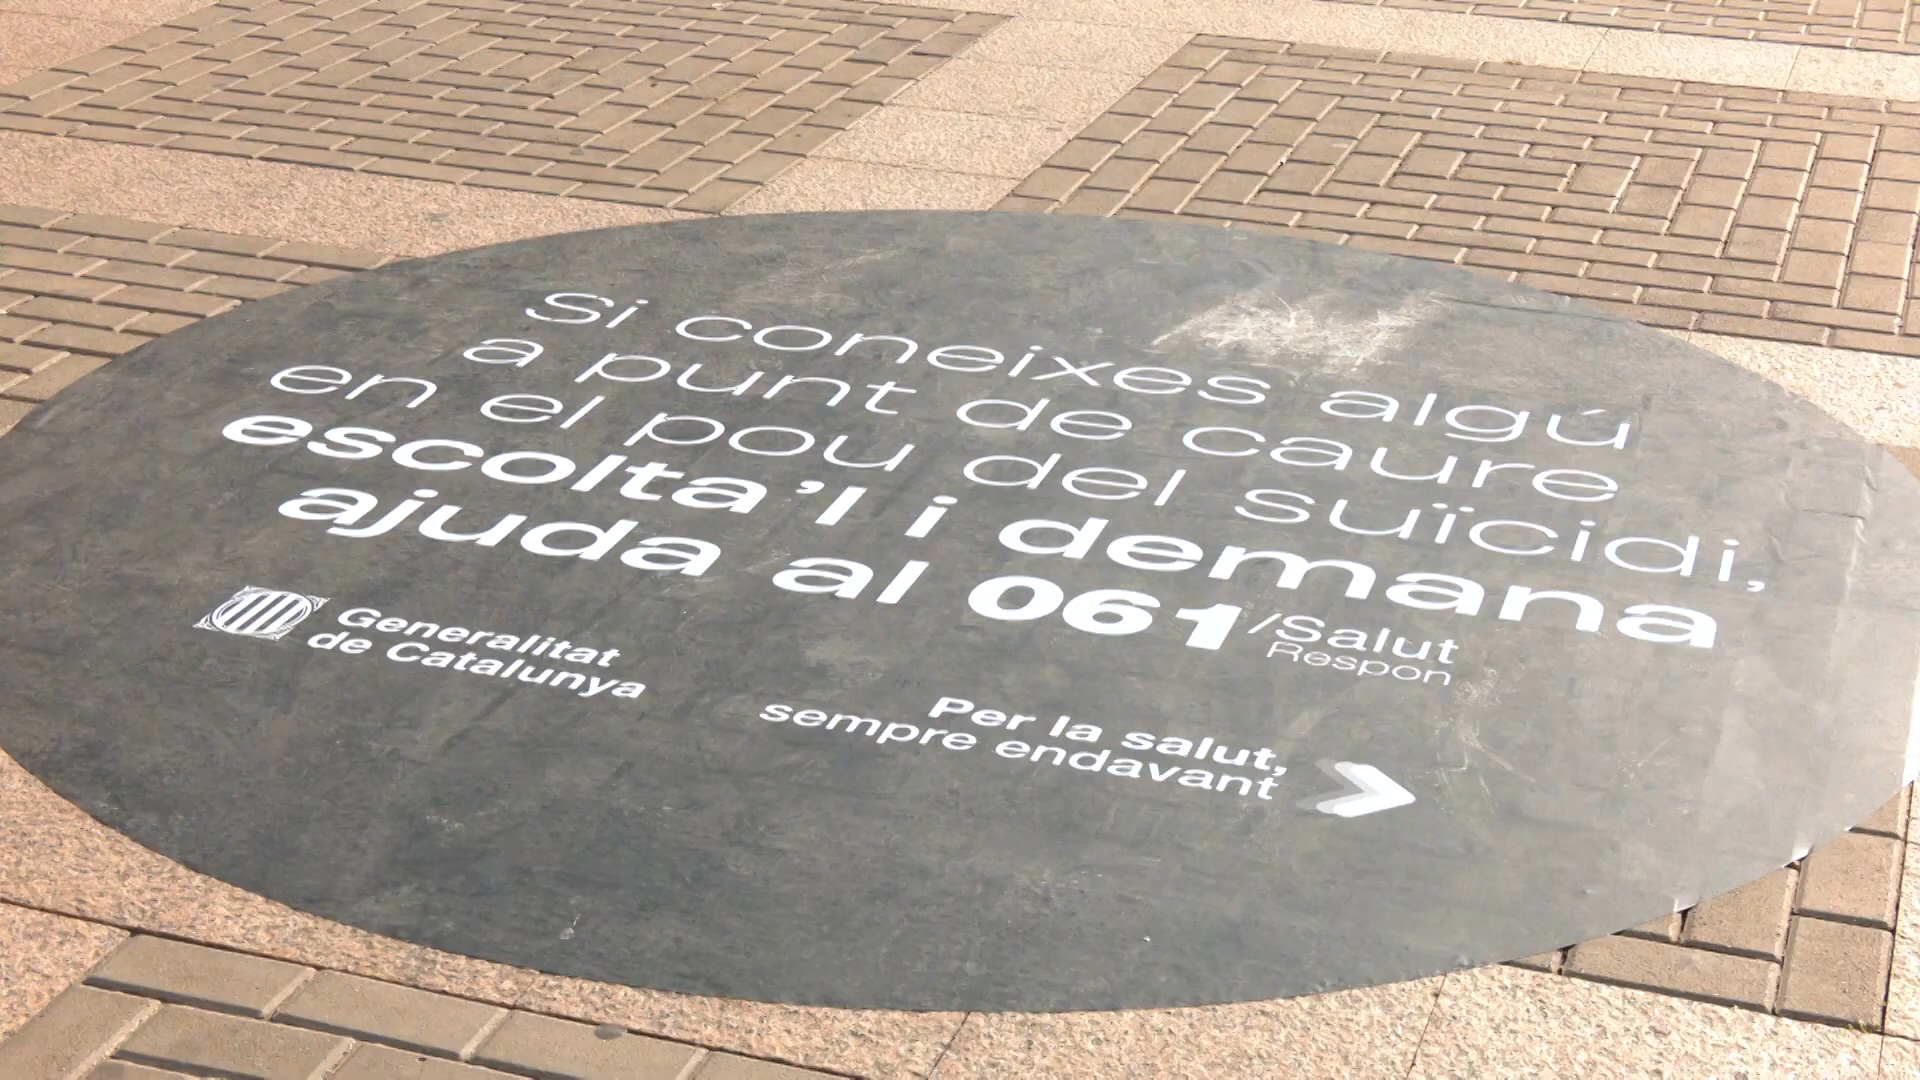 Si coneixes algú
a punt de caure
en el pou del suïcidi,
escolta'l i demana
ajuda al 061/Salut
Respon
Generalitat
de Catalunya
Per la salut,
sempre endavant